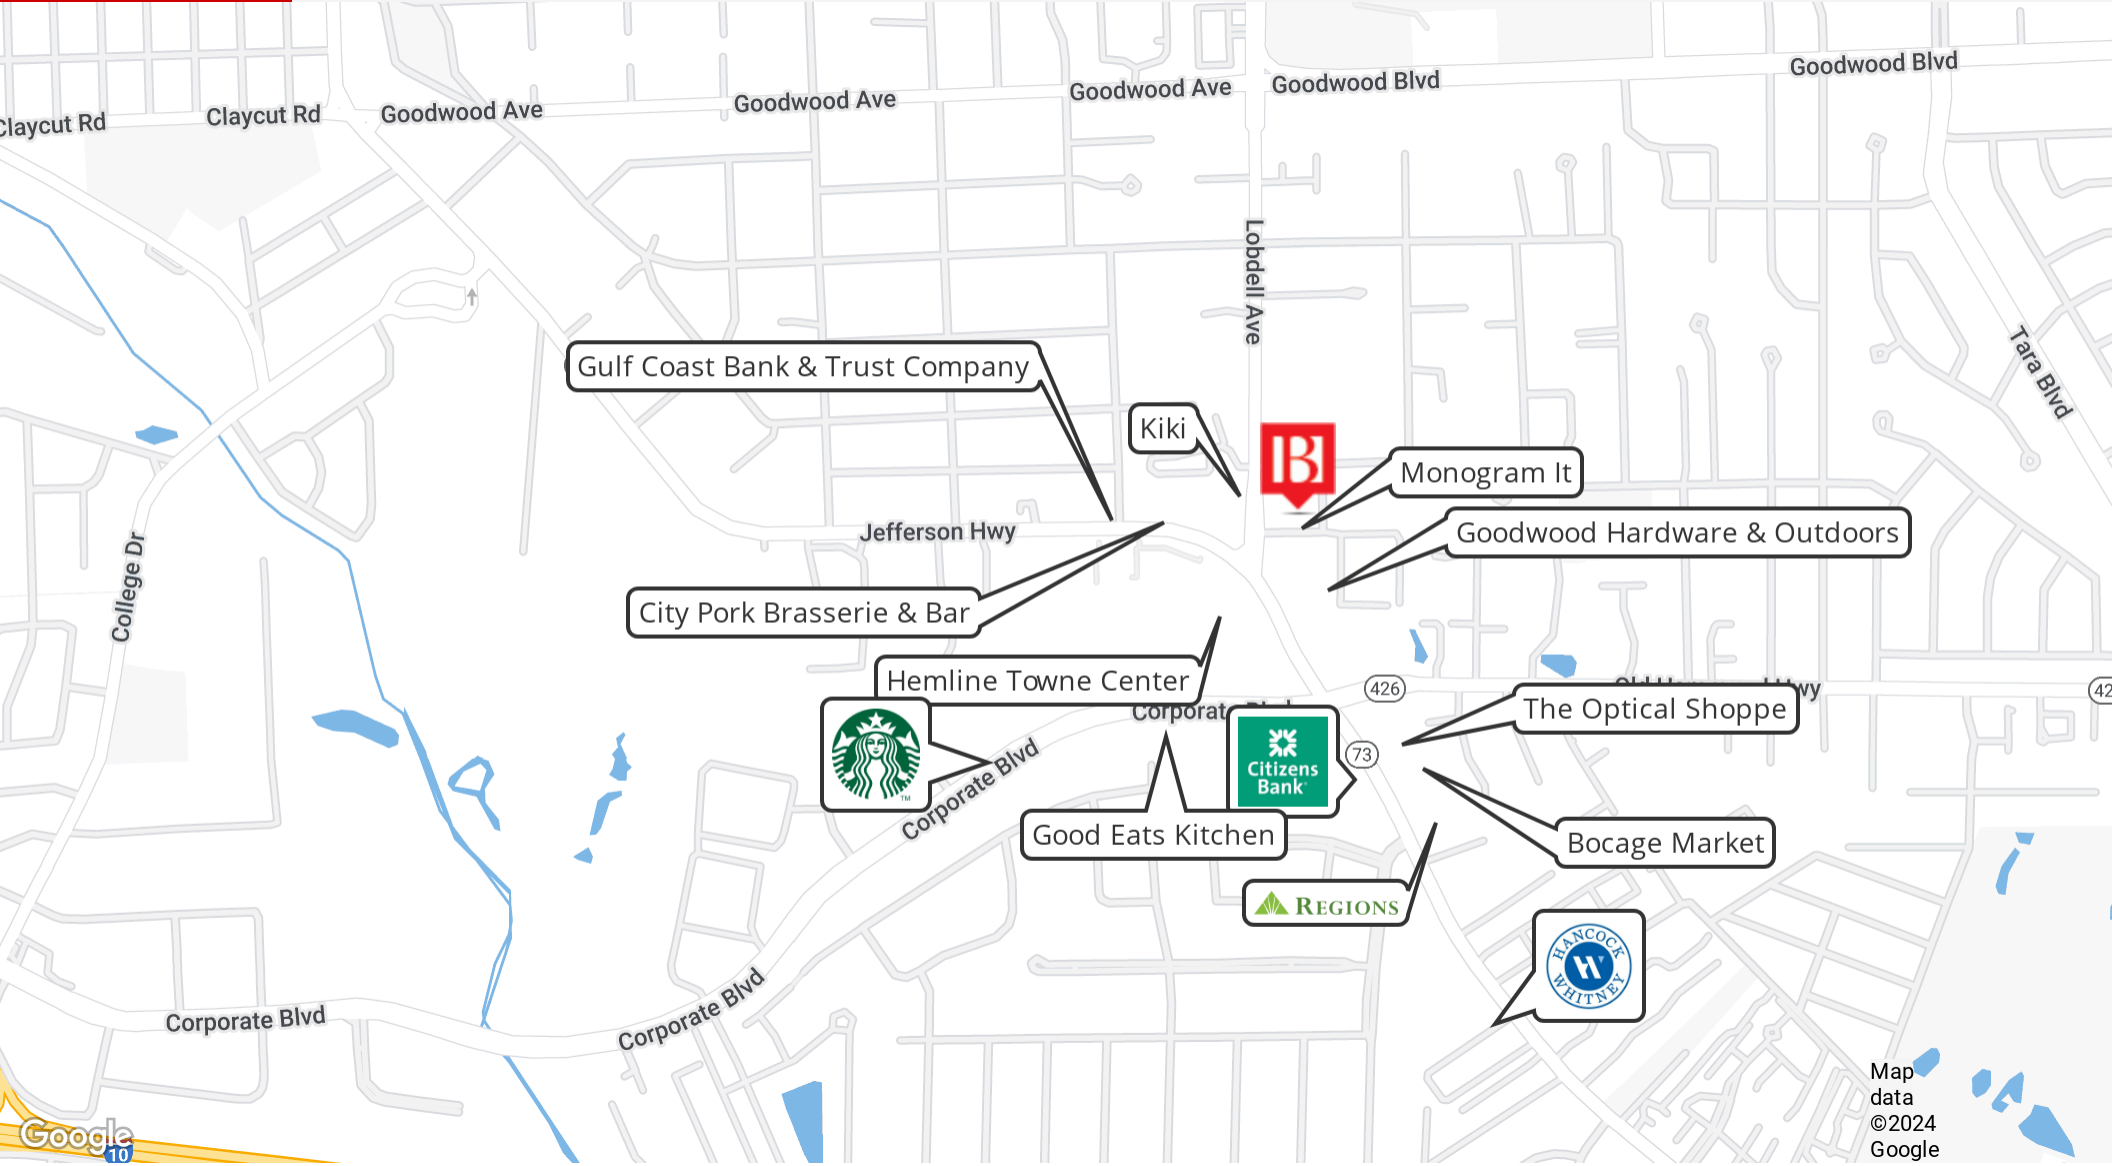 Goodwood Blvd
Goodwood Blvd
Goodwood Ave
Goodwood Ave
Goodwood Ave
Claycut Rd
Claycut Rd
Lobdell Ave
Tara Blvd
Gulf Coast Bank & Trust Company
Kiki
B
Monogram It
Goodwood Hardware & Outdoors
Jefferson Hwy
College Dr
City Pork Brasserie & Bar
Hemline Towne Center
426
42
The Optical Shoppe
Corporate Blvd
73
Citizens
Bank
TM
Good Eats Kitchen
Bocage Market
REGIONS
HANCOCK
WHITNEY
Corporate Blvd
Corporate Blvd
Map
data
©2024
Google
Google
10